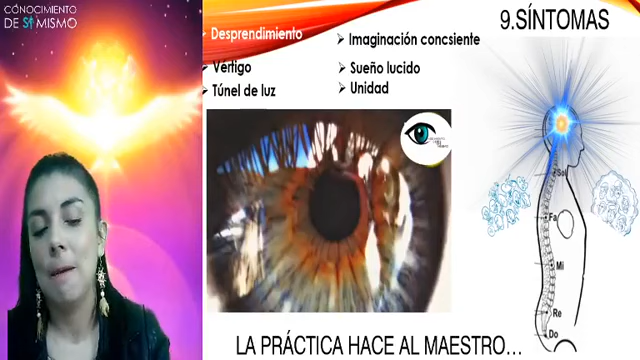 CONOCIMIENTO
DE SÍ MISMO
9.SÍNTOMAS
Desprendimiento
Vértigo
Túnel de luz
Imaginación concsiente
Sueño lucido
Unidad
Sol
Fa
Mi
Re
Do
LA PRÁCTICA HACE AL MAESTRO...